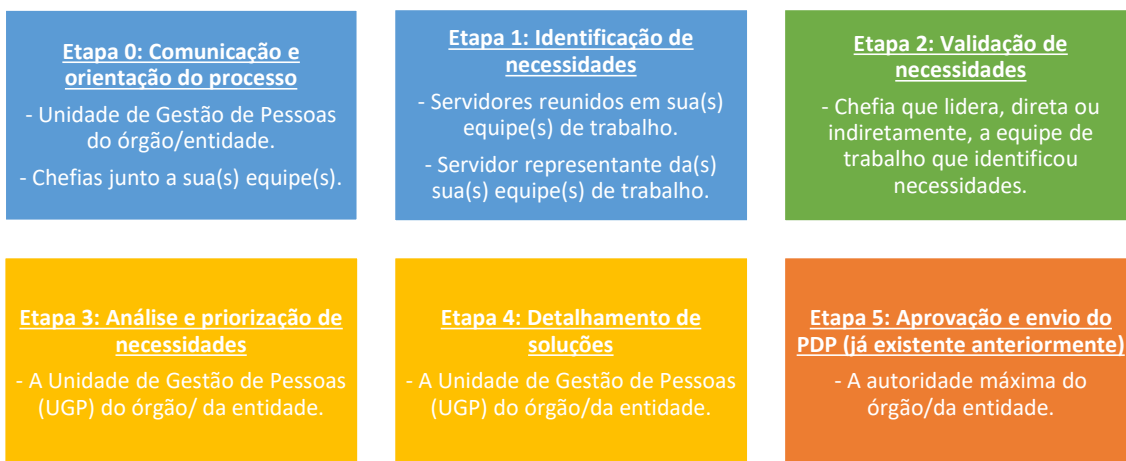 Etapa 0: Comunicação e
orientação do processo
- Unidade de Gestão de Pessoas
do órgão/entidade.
- Chefias junto a sua(s) equipe(s).
Etapa 1: Identificação de
necessidades
- Servidores reunidos em sua(s)
equipe(s) de trabalho.
- Servidor representante da(s)
sua(s) equipe(s) de trabalho.
Etapa 2: Validação de
necessidades
- Chefia que lidera, direta ou
indiretamente, a equipe de
trabalho que identificou
necessidades.
Etapa 3: Análise e priorização de
necessidades
- A Unidade de Gestão de Pessoas
(UGP) do órgão/ da entidade.
Etapa 4: Detalhamento de
soluções
- A Unidade de Gestão de Pessoas
(UGP) do órgão/da entidade.
Etapa 5: Aprovação e envio do
PDP (já existente anteriormente)
- A autoridade máxima do
órgão/da entidade.